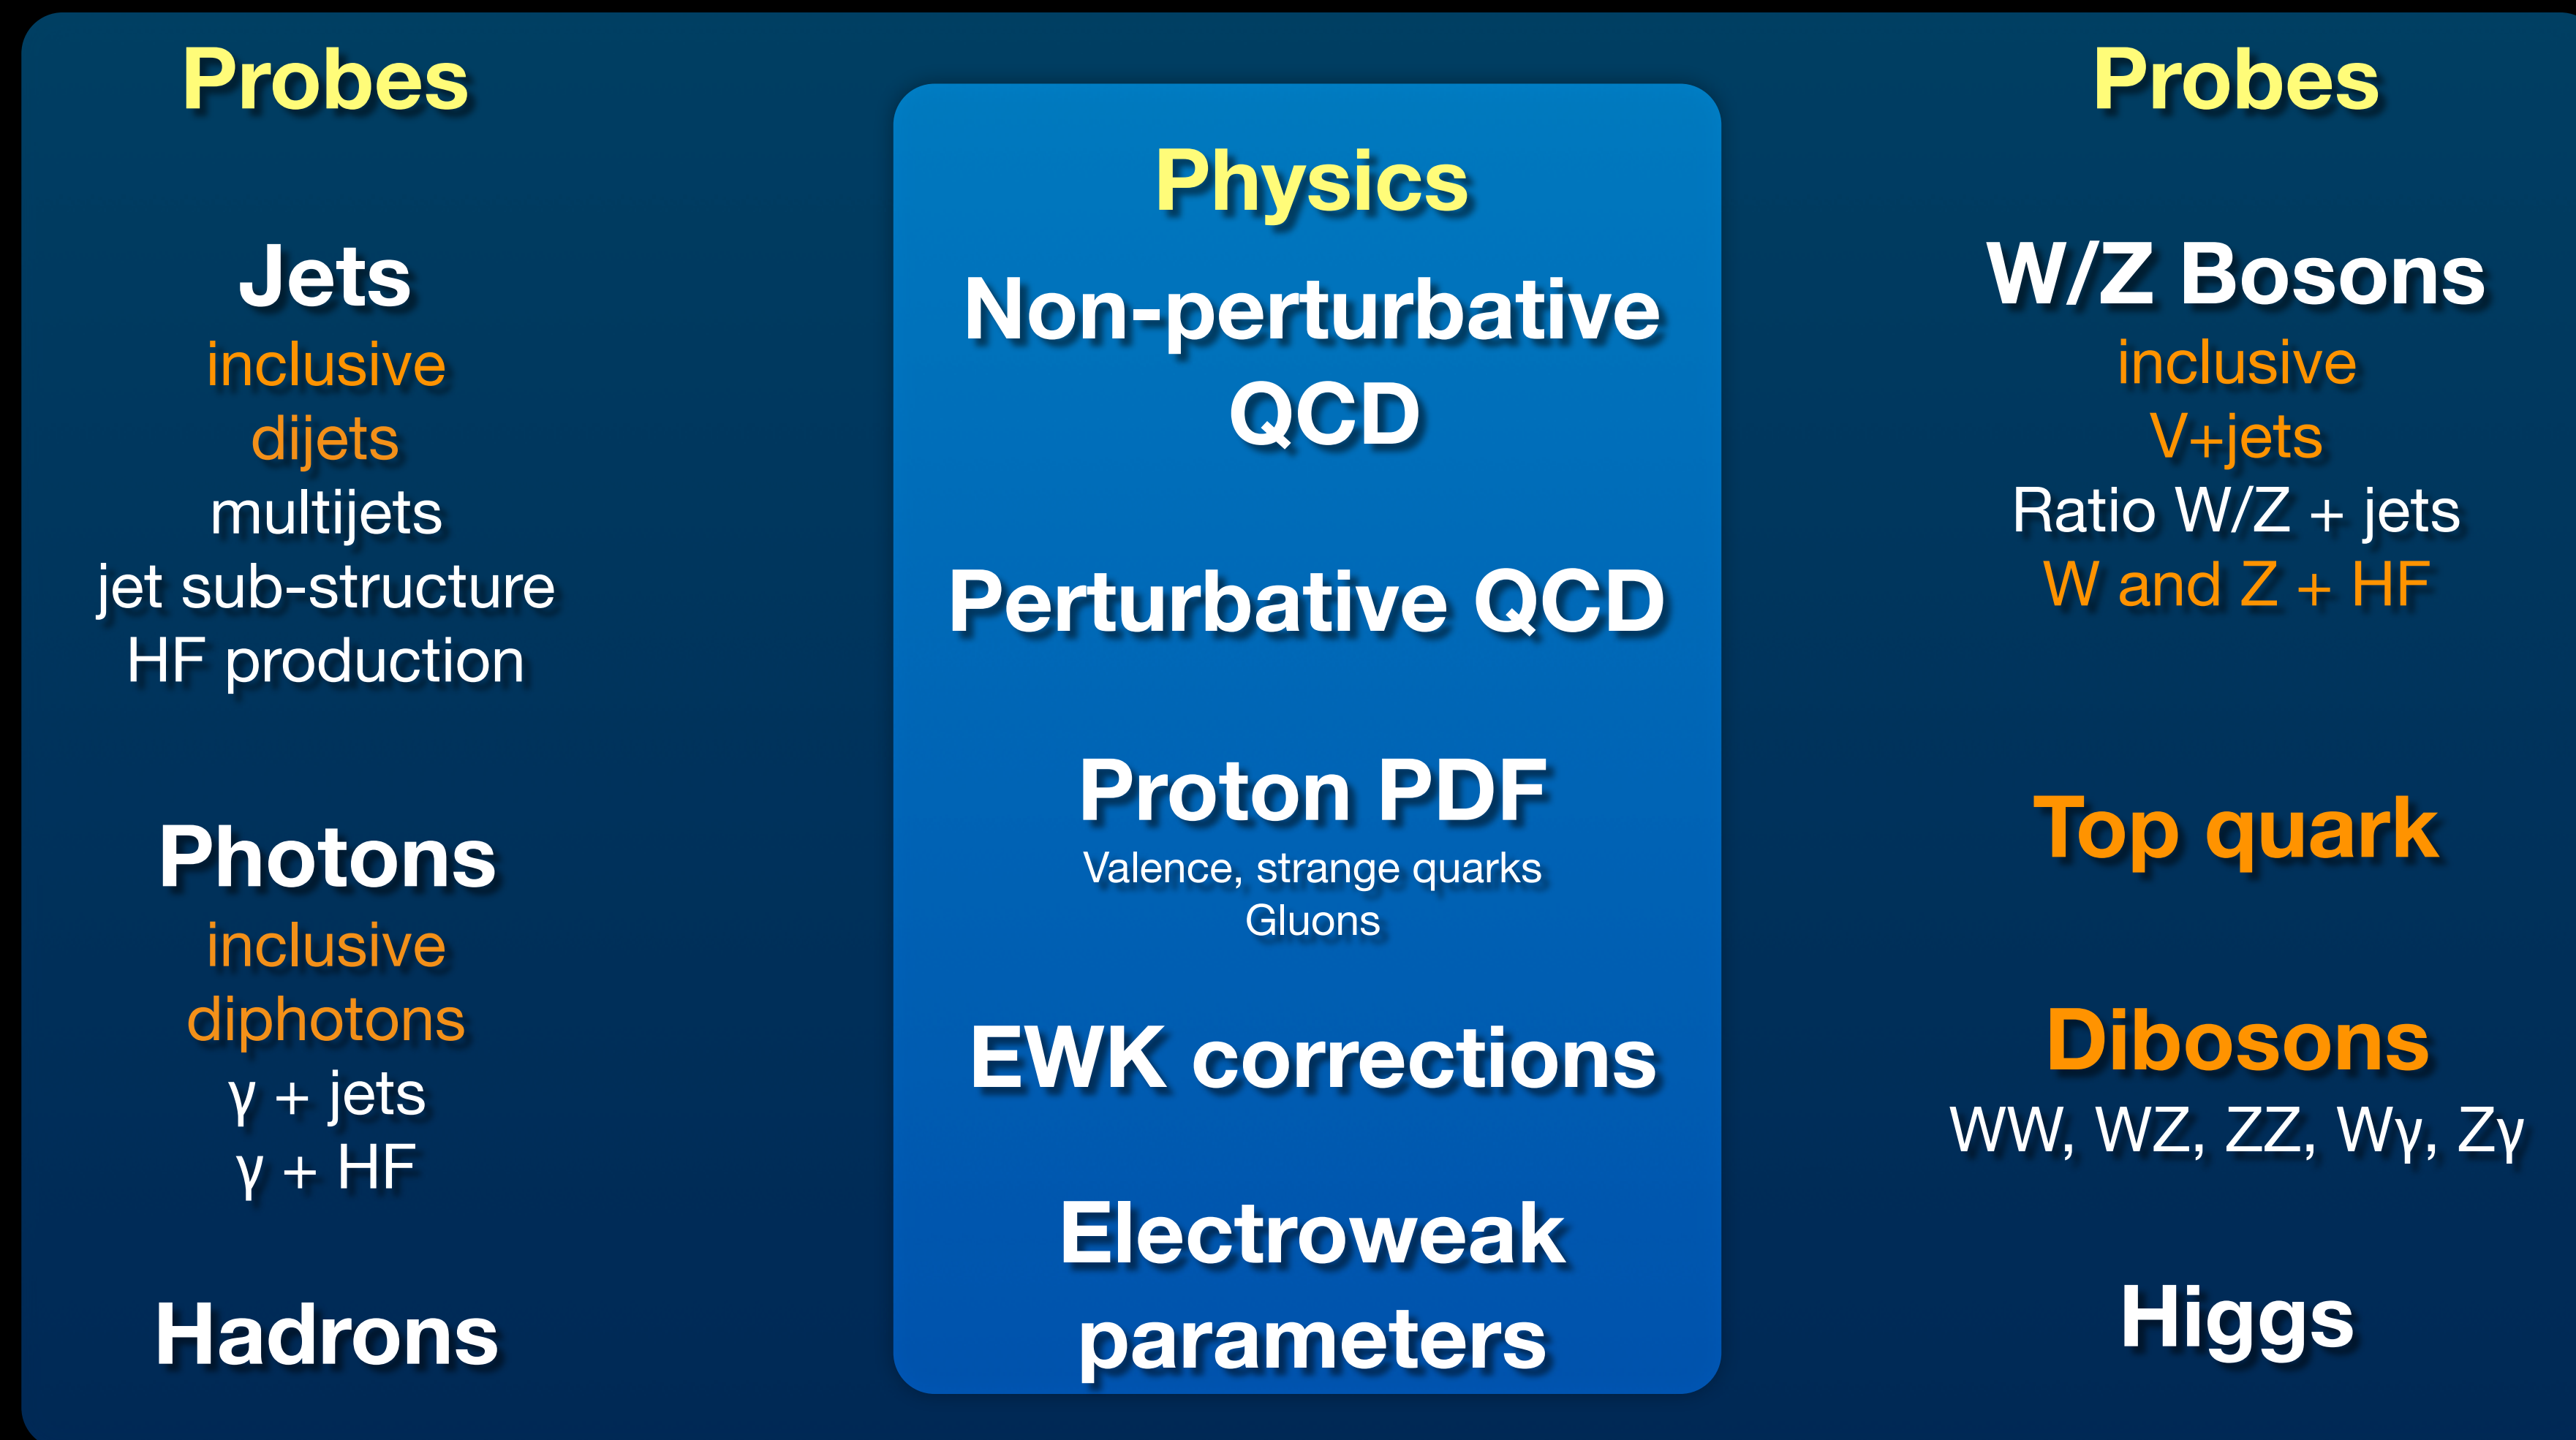 Probes
Jets
inclusive
dijets
multijets
jet sub-structure
HF production
Photons
inclusive
diphotons
γ + jets
γ + HF
Hadrons
Physics
Non-perturbative
QCD
Perturbative QCD
Proton PDF
Valence, strange quarks
Gluons
EWK corrections
Electroweak
parameters
Probes
W/Z Bosons
inclusive
V+jets
Ratio W/Z + jets
W and Z + HF
Top quark
Dibosons
WW, WZ, ZZ, Wγ, Zγ
Higgs